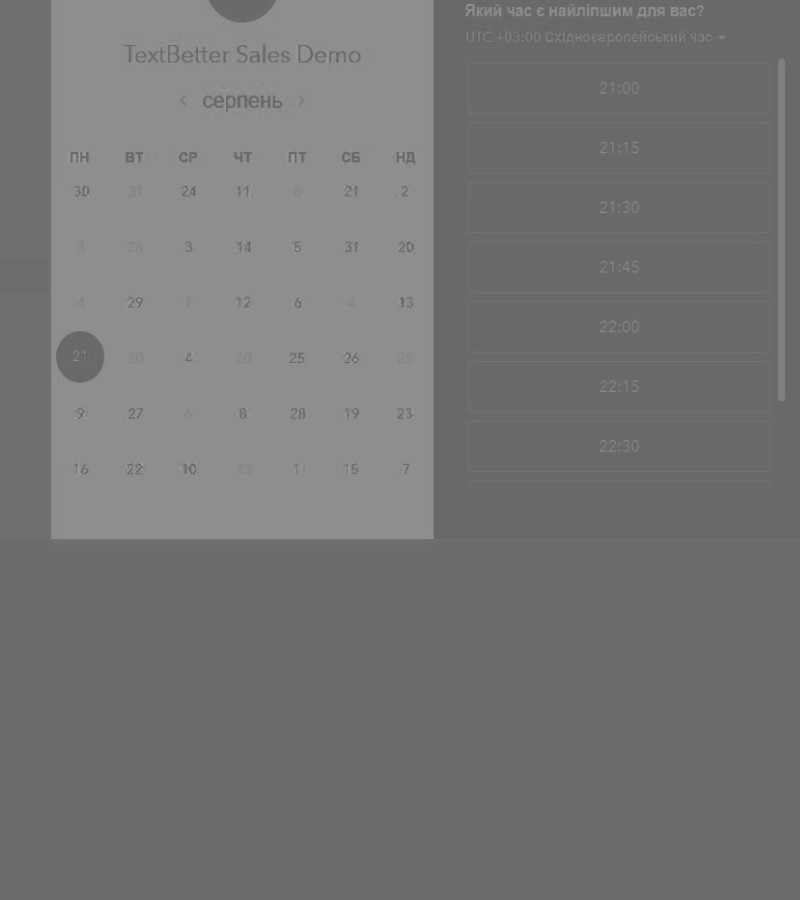 TextBetter Sales Demo
‹ серпень ›
ПН ВТ СР ЧТ ПТ СБ НД
30 31 24 11 8 21 2
3 26 3 14 5 31 20
4 29 1 12 6 4 13
21 20 4 20 25 26 25
9 27 6 8 28 19 23
16 22 10 13 1 15 7
Який час є найліпшим для вас?
UTC +03:00 Східноєвропейський час
21:00
21:15
21:30
21:45
22:00
22:15
22:30